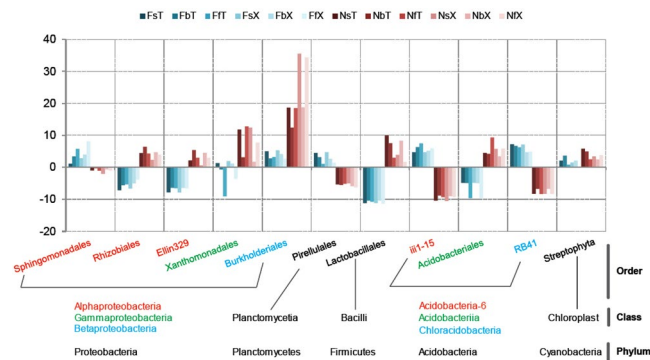 FsT FbT FfT FsX FbX FfX NsT NbT NfT NsX NbX NfX
40
30
20
10
0
-10
-20
Sphingomonadales
Rhizobiales
Ellin329
Xanthomonadales
Burkholderiales
Pirellulales
Lactobacillales
iii1-15
Acidobacteriales
RB41
Streptophyta
Order
Alphaproteobacteria
Gammaproteobacteria
Betaproteobacteria
Planctomycetia
Bacilli
Acidobacteria-6
Acidobacteriia
Chloracidobacteria
Chloroplast
Class
Proteobacteria Planctomycetes Firmicutes Acidobacteria Cyanobacteria Phylum